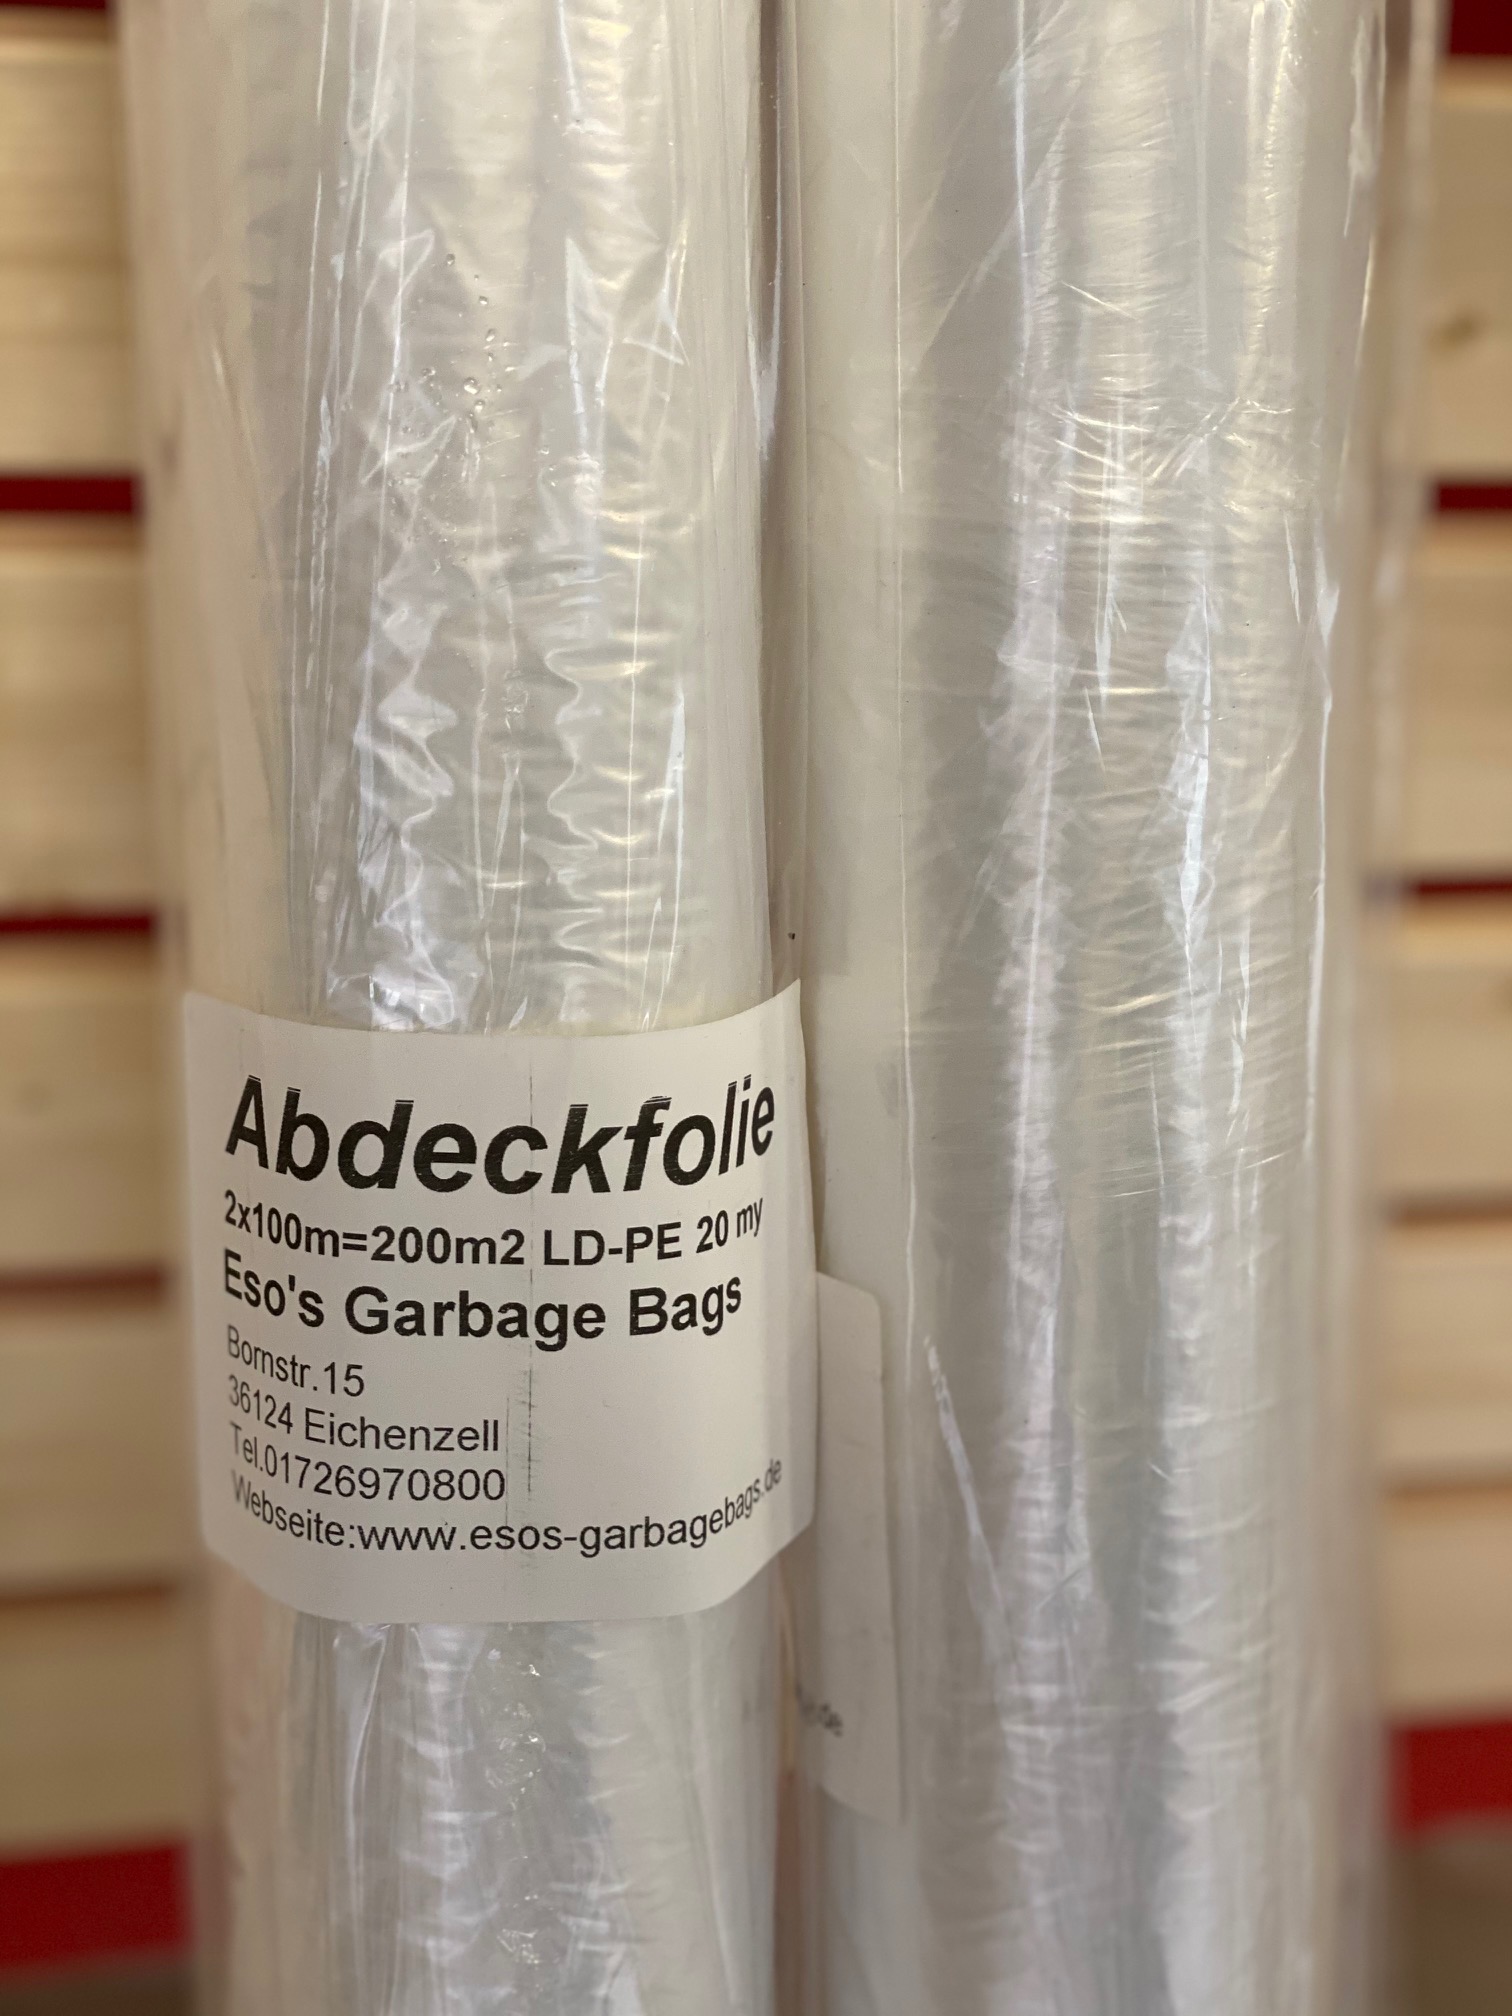 Abdeckfolie
2x100m=200m2 LD-PE 20 my
Eso's Garbage Bags
Bornstr.15
36124 Eichenzell
Tel.01726970800
Webseite:www.esos-garbagebags.de